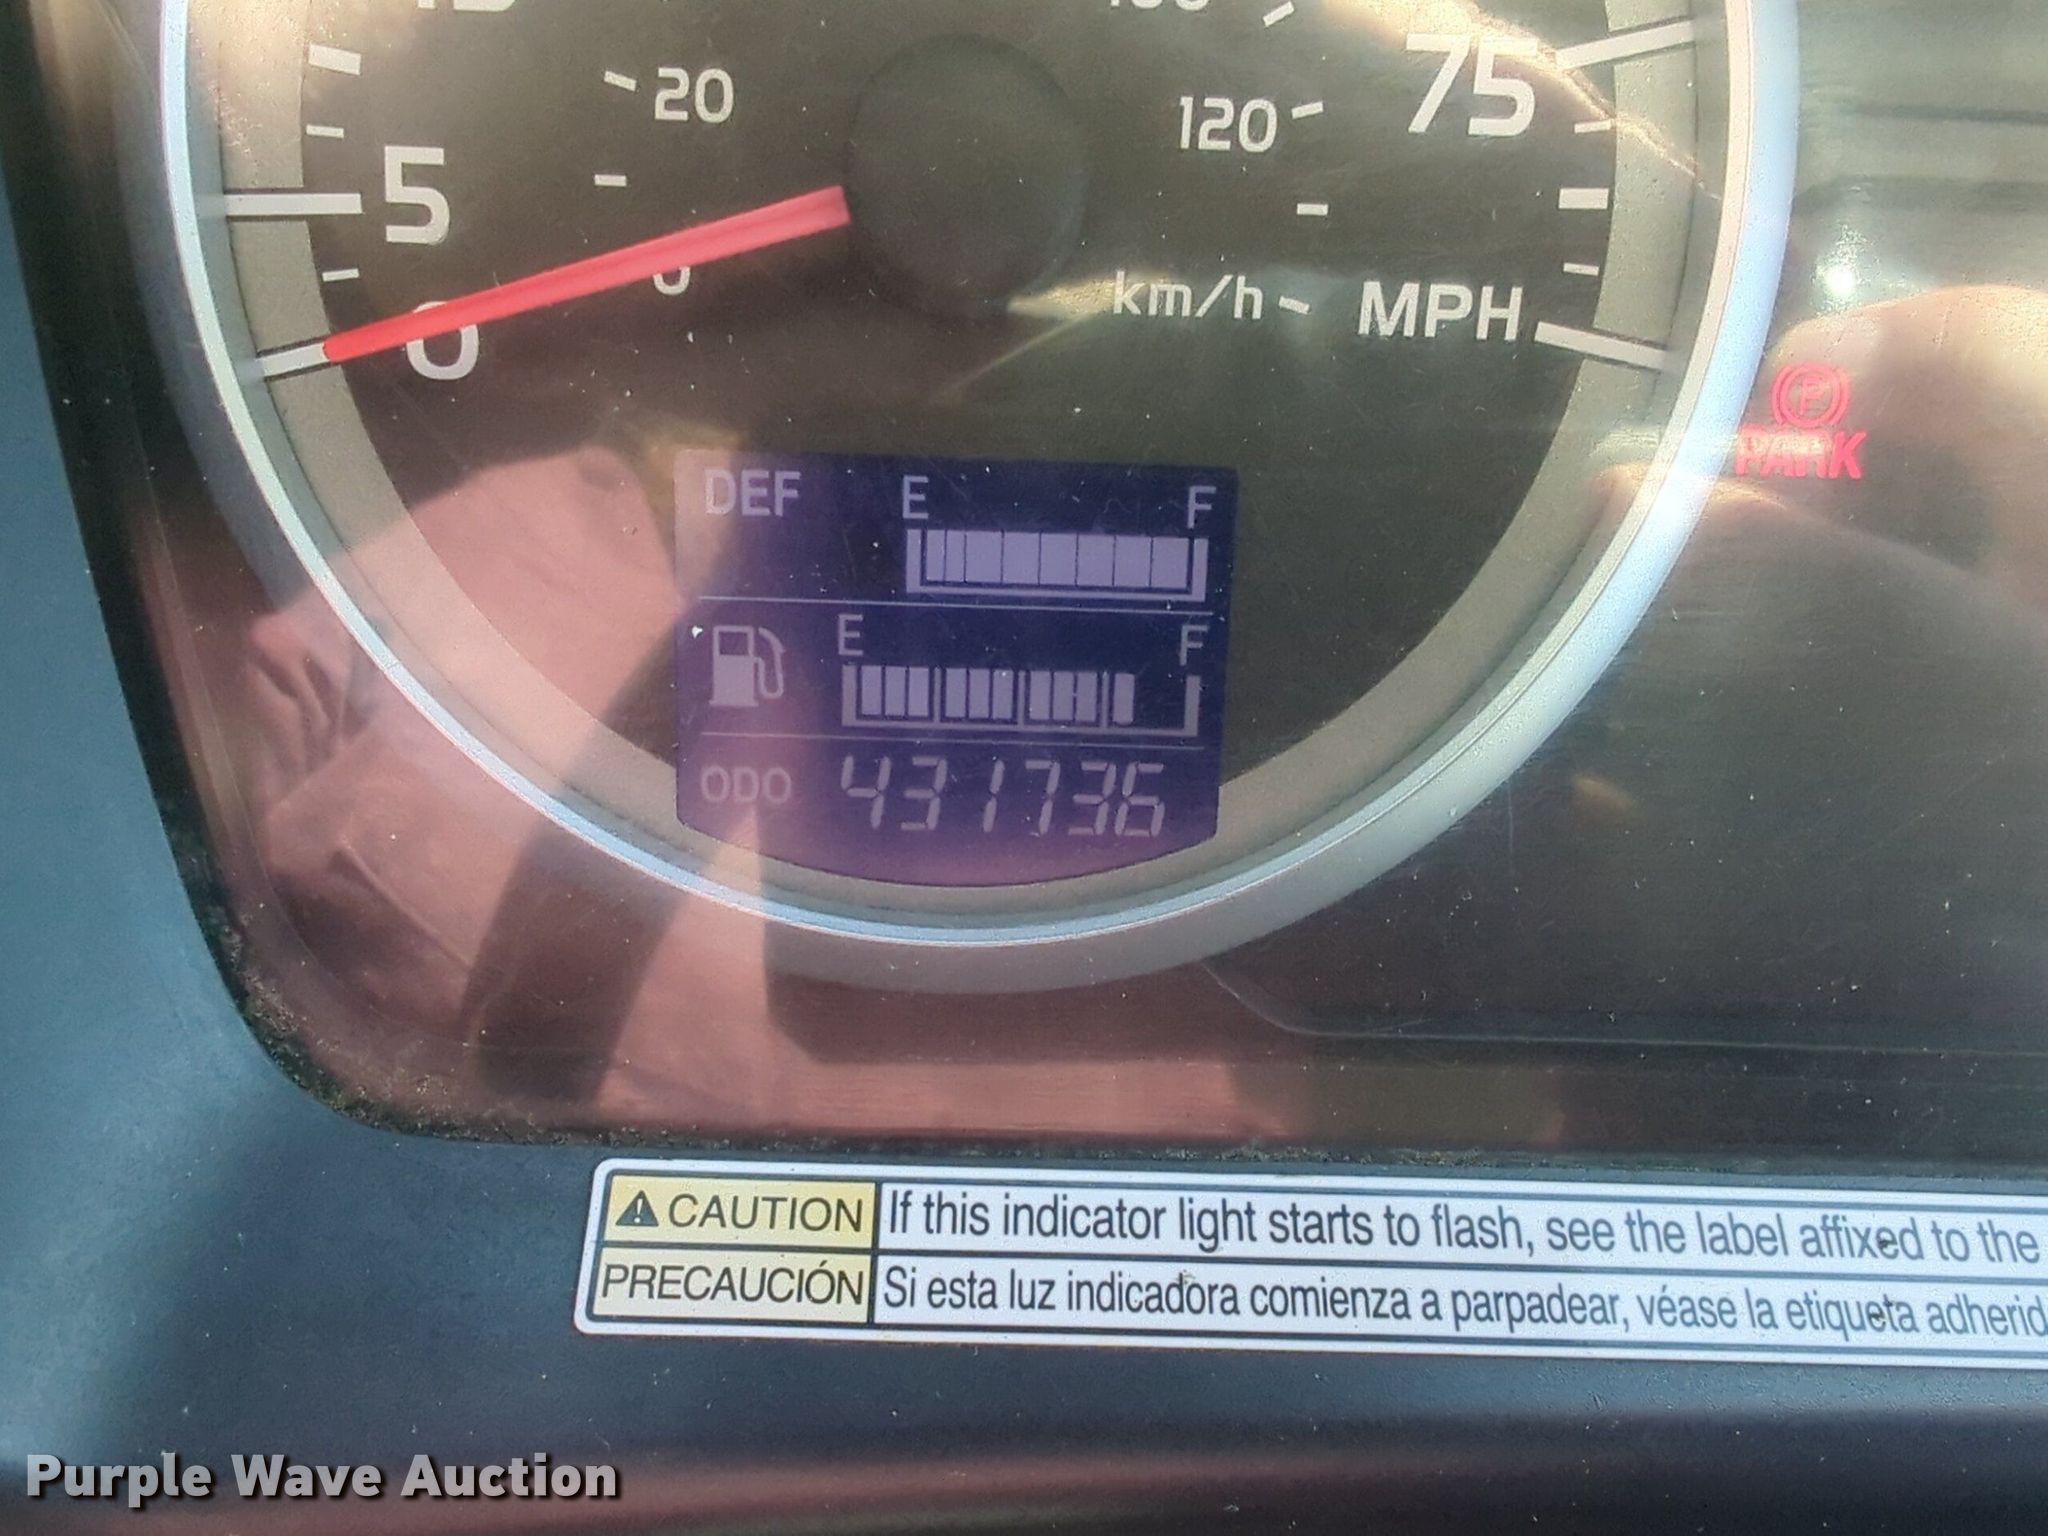 20
120
75
5
0
0
km/h
MPH
PARK
DEF E F
E F
ODO 431736
CAUTION If this indicator light starts to flash, see the label affixed to the
PRECAUCIÓN Si esta luz indicadora comienza a parpadear, véase la etiqueta adherid
Purple Wave Auction